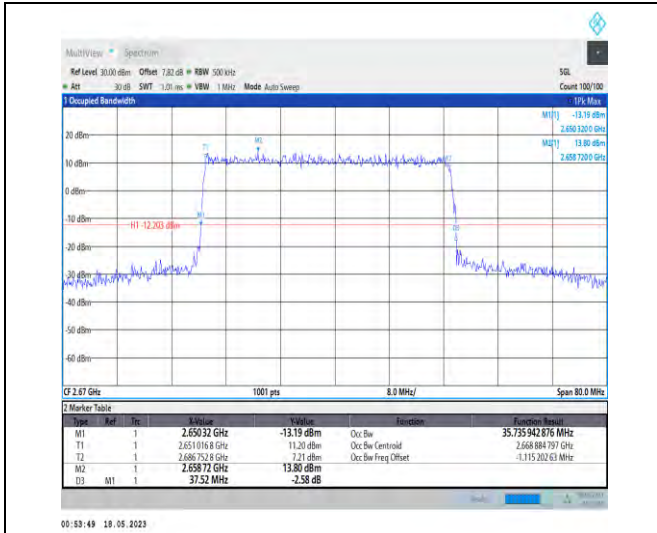 MultiView Spectrum
Ref Level 30.00 dBm Offset 7.82 dB RBW 500 kHz SGL
Att 30 dB SWT 1.01 ms VBW 1 MHz Mode Auto Sweep Count 100/100
1 Occupied Bandwidth 1Pk Max
M1[1] -13.19 dBm
2.650 320 0 GHz
M2[1] 13.80 dBm
2.658 720 0 GHz
20 dBm
T1
M2
10 dBm
0 dBm
-10 dBm
M1
H1 -12.203 dBm
D3
-20 dBm
-30 dBm
-40 dBm
-50 dBm
-60 dBm
CF 2.67 GHz 1001 pts 8.0 MHz/ Span 80.0 MHz
2 Marker Table
Type Ref Trc X-Value Y-Value Function Function Result
M1 1 2.650 32 GHz -13.19 dBm Occ Bw 35.735 942 876 MHz
T1 1 2.651 016 8 GHz 11.20 dBm Occ Bw Centroid 2.668 884 797 GHz
T2 1 2.686 752 8 GHz 7.21 dBm Occ Bw Freq Offset -1.115 202 63 MHz
M2 1 2.658 72 GHz 13.80 dBm
D3 M1 1 37.52 MHz -2.58 dB
00:53:49 18.05.2023